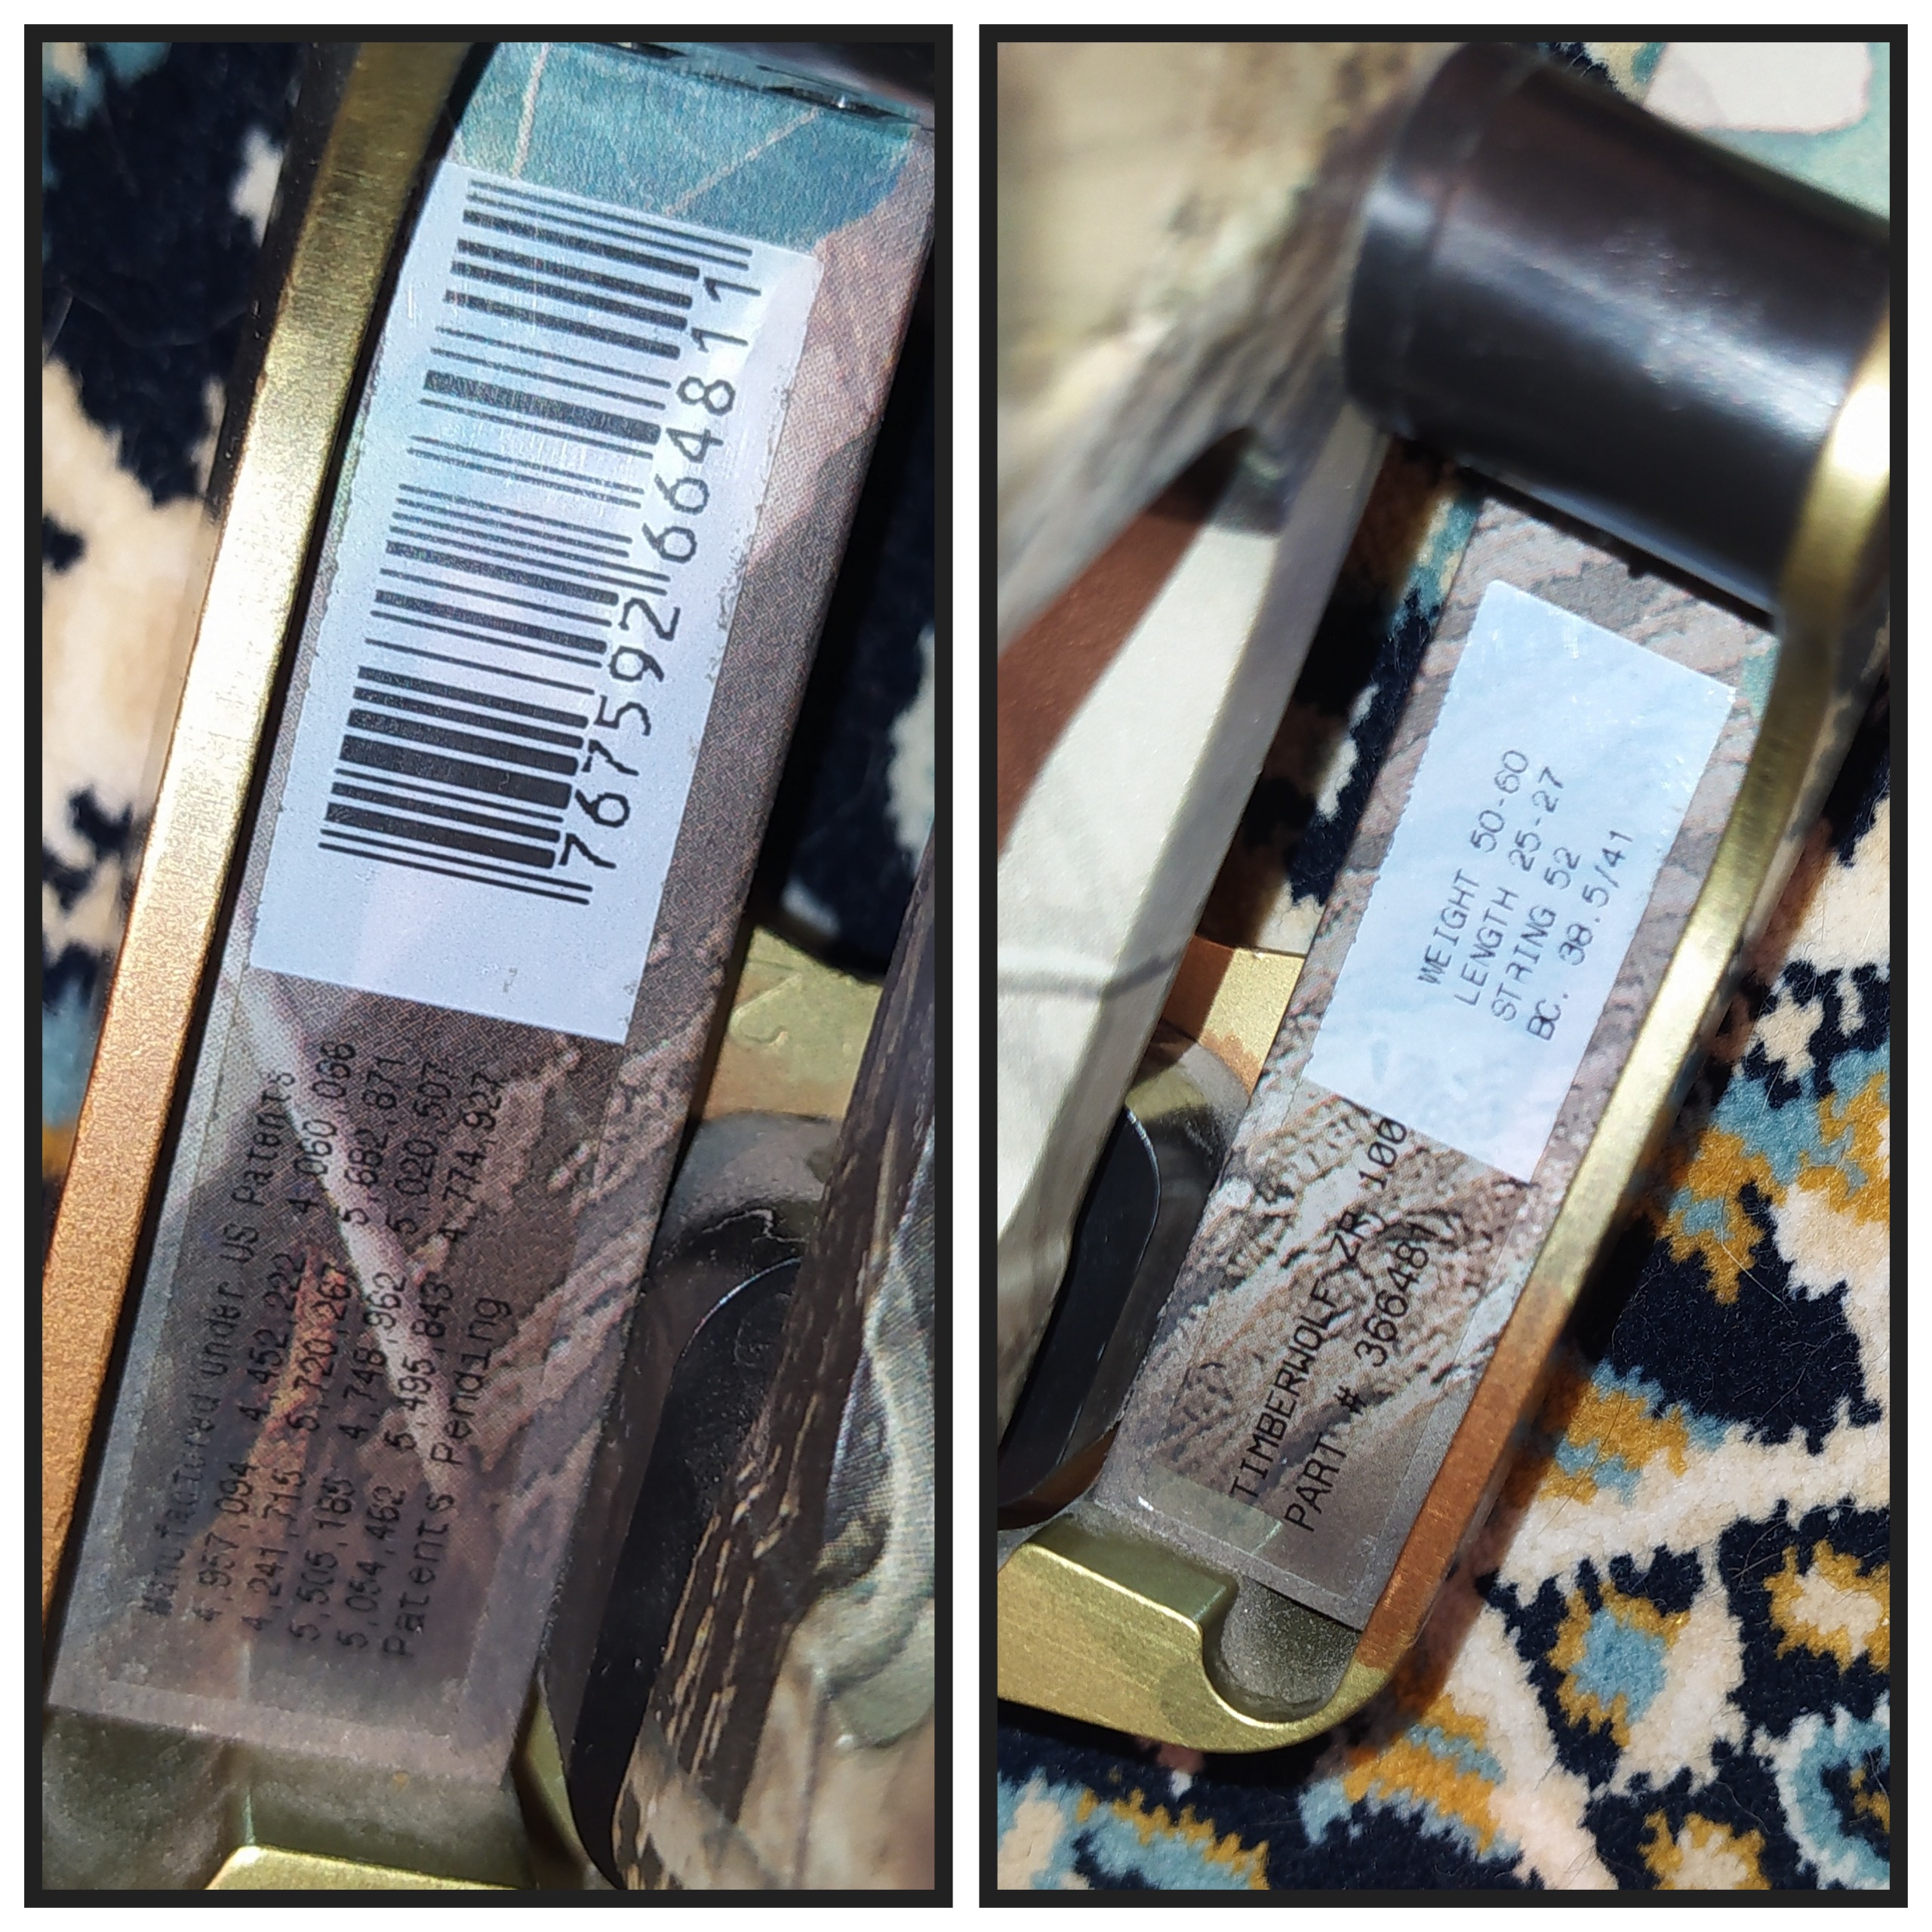 767592664811
Manufactured under US Patents
4,957,094 4,452,222 4,060,066
4,241,715 5,720,267 5,682,871
5,505,185 4,748,962 5,020,507
5,054,462 5,495,843 4,774,927
Patents Pending
WEIGHT 50-60
LENGTH 25-27
STRING 52
BC. 38.5/41
TIMBERWOLF ZR 100
PART # 366481